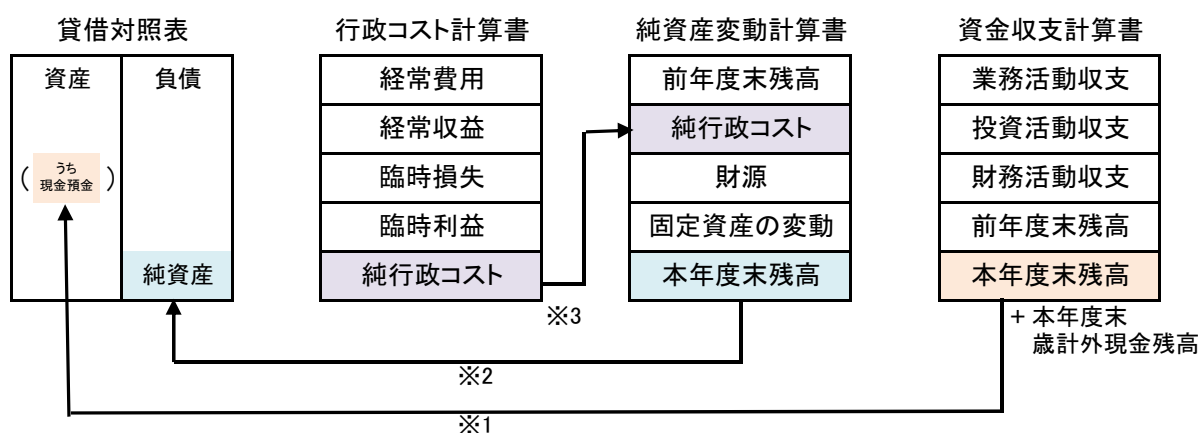 貸借対照表
資産
負債
(うち
現金預金)
純資産
行政コスト計算書
経常費用
経常収益
臨時損失
臨時利益
純行政コスト
純資産変動計算書
前年度末残高
純行政コスト
財源
固定資産の変動
本年度末残高
資金収支計算書
業務活動収支
投資活動収支
財務活動収支
前年度末残高
本年度末残高
+ 本年度末
歳計外現金残高
※3
※2
※1